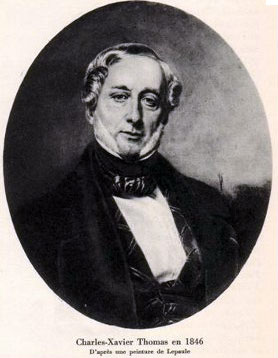 Charles-Xavier Thomas en 1846
D'après une peinture de Lepaule